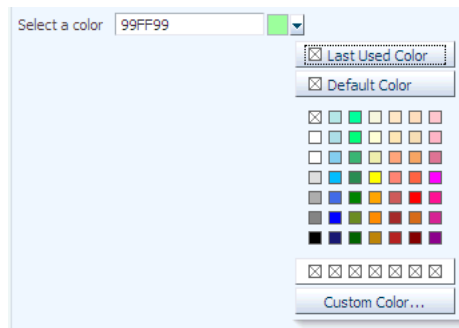 Select a color 99FF99
Last Used Color
Default Color
Custom Color...